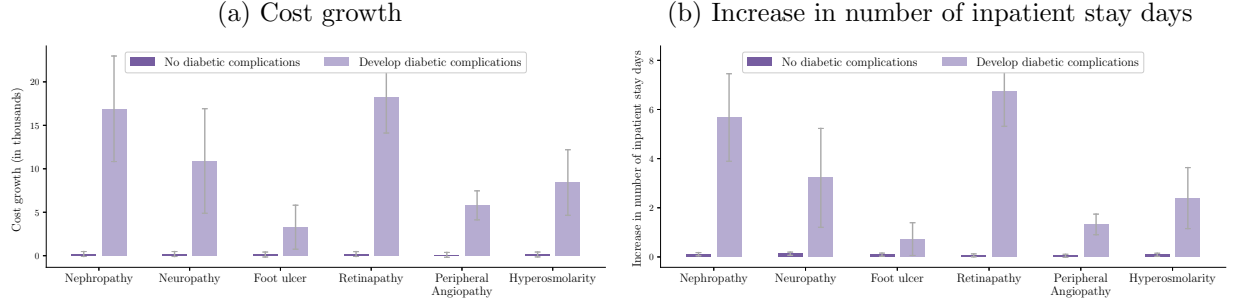 (a) Cost growth
No diabetic complications
Develop diabetic complications
Cost growth (in thousands)
20
15
10
5
0
Nephropathy
Neuropathy
Foot ulcer
Retinapathy
Peripheral
Angiopathy
Hyperosmolarity
(b) Increase in number of inpatient stay days
No diabetic complications
Develop diabetic complications
Increase in number of inpatient stay days
8
6
4
2
0
Nephropathy
Neuropathy
Foot ulcer
Retinapathy
Peripheral
Angiopathy
Hyperosmolarity